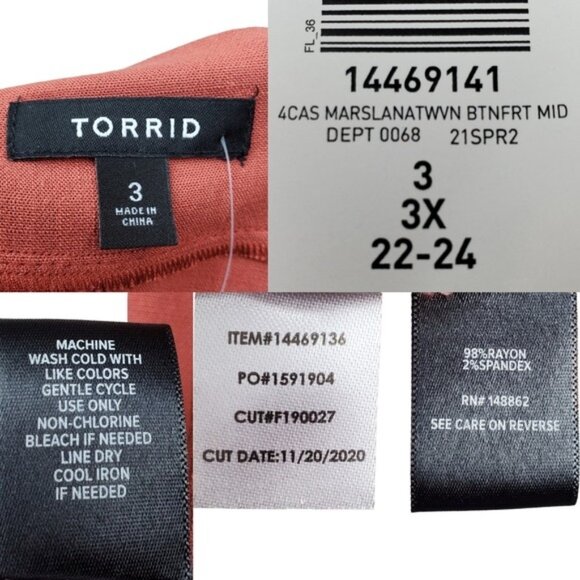 TORRID
3
MADE IN
CHINA
FL_36
14469141
4CAS MARSLANATWVN BTNFRT MID
DEPT 0068 21SPR2
3
3X
22-24
MACHINE
WASH COLD WITH
LIKE COLORS
GENTLE CYCLE
USE ONLY
NON-CHLORINE
BLEACH IF NEEDED
LINE DRY
COOL IRON
IF NEEDED
ITEM#14469136
PO#1591904
CUT#F190027
CUT DATE:11/20/2020
98%RAYON
2%SPANDEX
RN# 148862
SEE CARE ON REVERSE